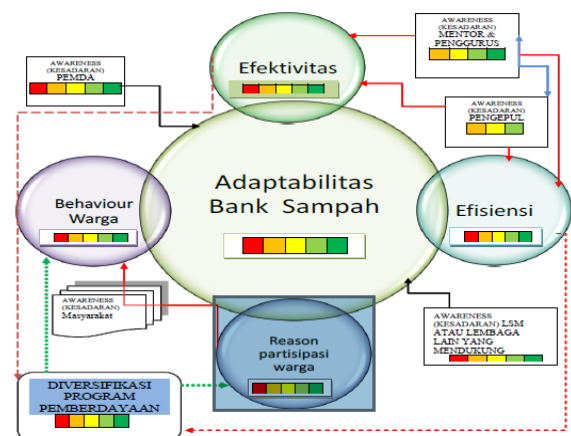 AWARENESS
(KESADARAN)
MENTOR &
PENGGURUS
Efektivitas
AWARENESS
(KESADARAN)
PEMDA
AWARENESS
(KESADARAN)
PENGEPUL
Adaptabilitas
Bank Sampah
Behaviour
Warga
Efisiensi
AWARENESS
(KESADARAN)
Masyarakat
AWARENESS
(KESADARAN) LSM
ATAU LEMBAGA
LAIN YANG
MENDUKUNG
Reason
partisipasi
warga
DIVERSIFIKASI
PROGRAM
PEMBERDAYAAN